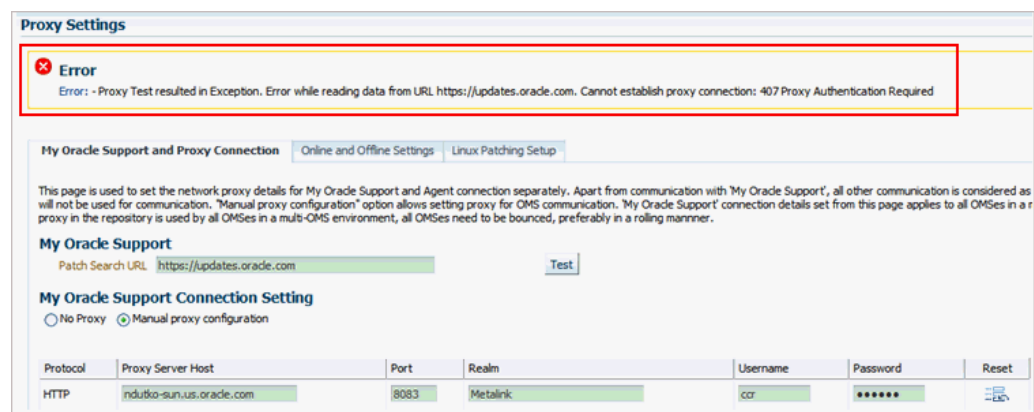 Proxy Settings
Error
Error: - Proxy Test resulted in Exception. Error while reading data from URL https://updates.oracle.com. Cannot establish proxy connection: 407 Proxy Authentication Required
My Oracle Support and Proxy Connection Online and Offline Settings Linux Patching Setup
This page is used to set the network proxy details for My Oracle Support and Agent connection separately. Apart from communication with 'My Oracle Support', all other communication is considered as
will not be used for communication. "Manual proxy configuration" option allows setting proxy for OMS communication. 'My Oracle Support' connection details set from this page applies to all OMSes in a
proxy in the repository is used by all OMSes in a multi-OMS environment, all OMSes need to be bounced, preferably in a rolling mannner.
My Oracle Support
Patch Search URL https://updates.oracle.com Test
My Oracle Support Connection Setting
No Proxy Manual proxy configuration
Protocol Proxy Server Host Port Realm Username Password Reset
HTTP ndutko-sun.us.oracle.com 8083 Metalink ccr ••••••